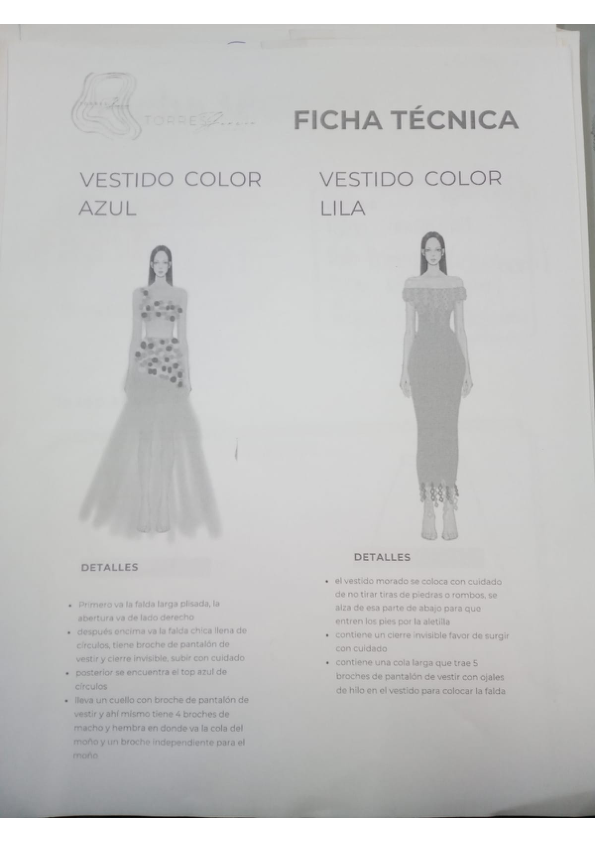 TORRES
FICHA TÉCNICA
VESTIDO COLOR
AZUL
DETALLES
• Primero va la falda larga plisada, la
abertura va de lado derecho
• después encima va la falda chica llena de
círculos, tiene broche de pantalón de
vestir y cierre invisible, subir con cuidado
• posterior se encuentra el top azul de
círculos
• lleva un cuello con broche de pantalón de
vestir y ahí mismo tiene 4 broches de
macho y hembra en donde va la cola del
moño y un broche independiente para el
moño
VESTIDO COLOR
LILA
DETALLES
• el vestido morado se coloca con cuidado
de no tirar tiras de piedras o rombos, se
alza de esa parte de abajo para que
entren los pies por la aletilla
• contiene un cierre invisible favor de surgir
con cuidado
• contiene una cola larga que trae 5
broches de pantalón de vestir con ojales
de hilo en el vestido para colocar la falda